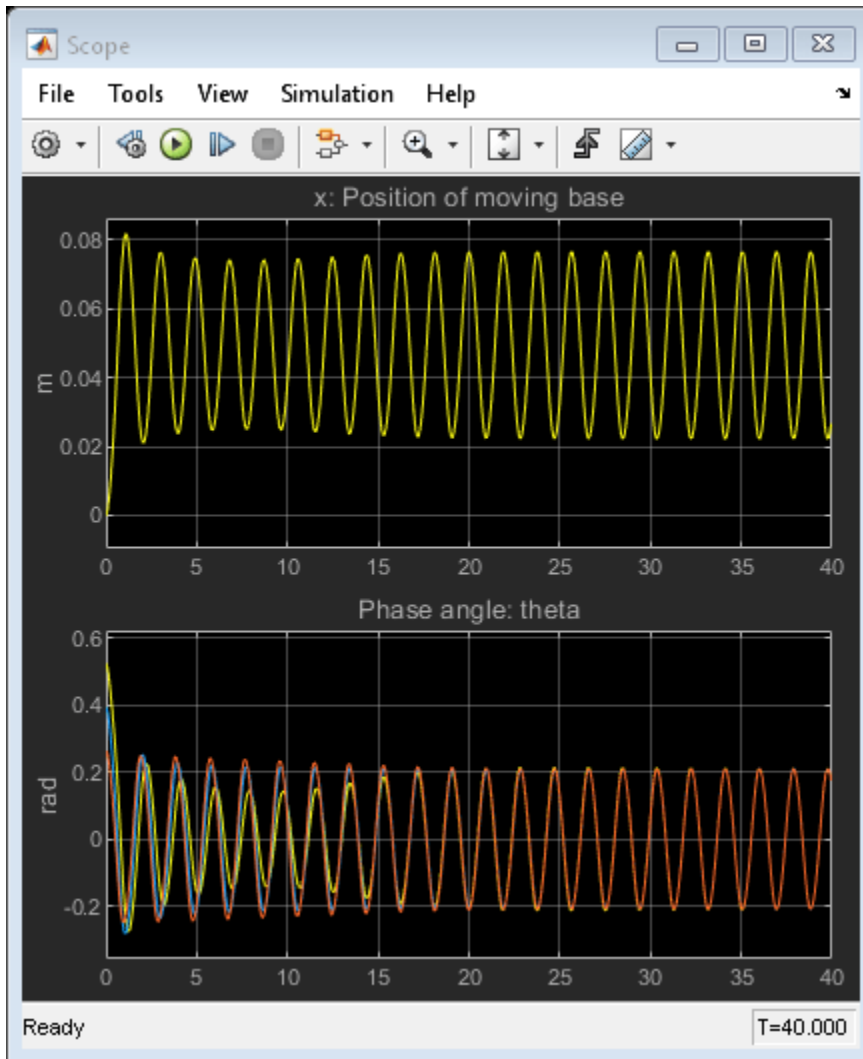 Scope
File Tools View Simulation Help
x: Position of moving base
0.08
0.06
0.04
0.02
0
m
0 5 10 15 20 25 30 35 40
Phase angle: theta
0.6
0.4
0.2
0
-0.2
rad
0 5 10 15 20 25 30 35 40
Ready T=40.000